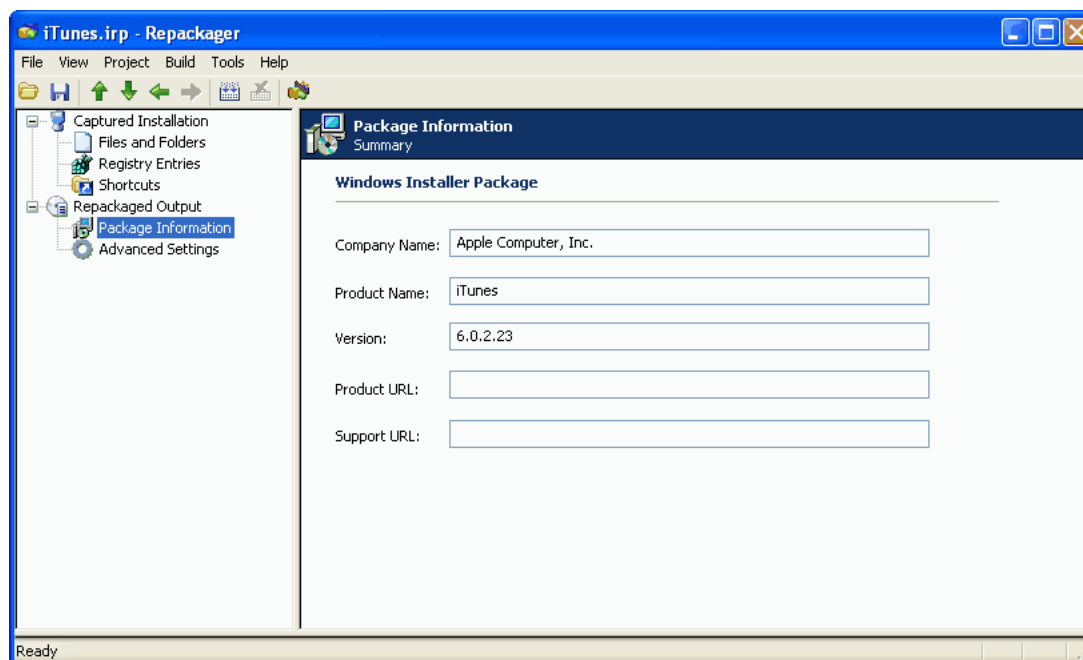 iTunes.irp - Repackager
File View Project Build Tools Help
Captured Installation
Files and Folders
Registry Entries
Shortcuts
Repackaged Output
Package Information
Advanced Settings
Package Information
Summary
Windows Installer Package
Company Name: Apple Computer, Inc.
Product Name: iTunes
Version: 6.0.2.23
Product URL:
Support URL:
Ready